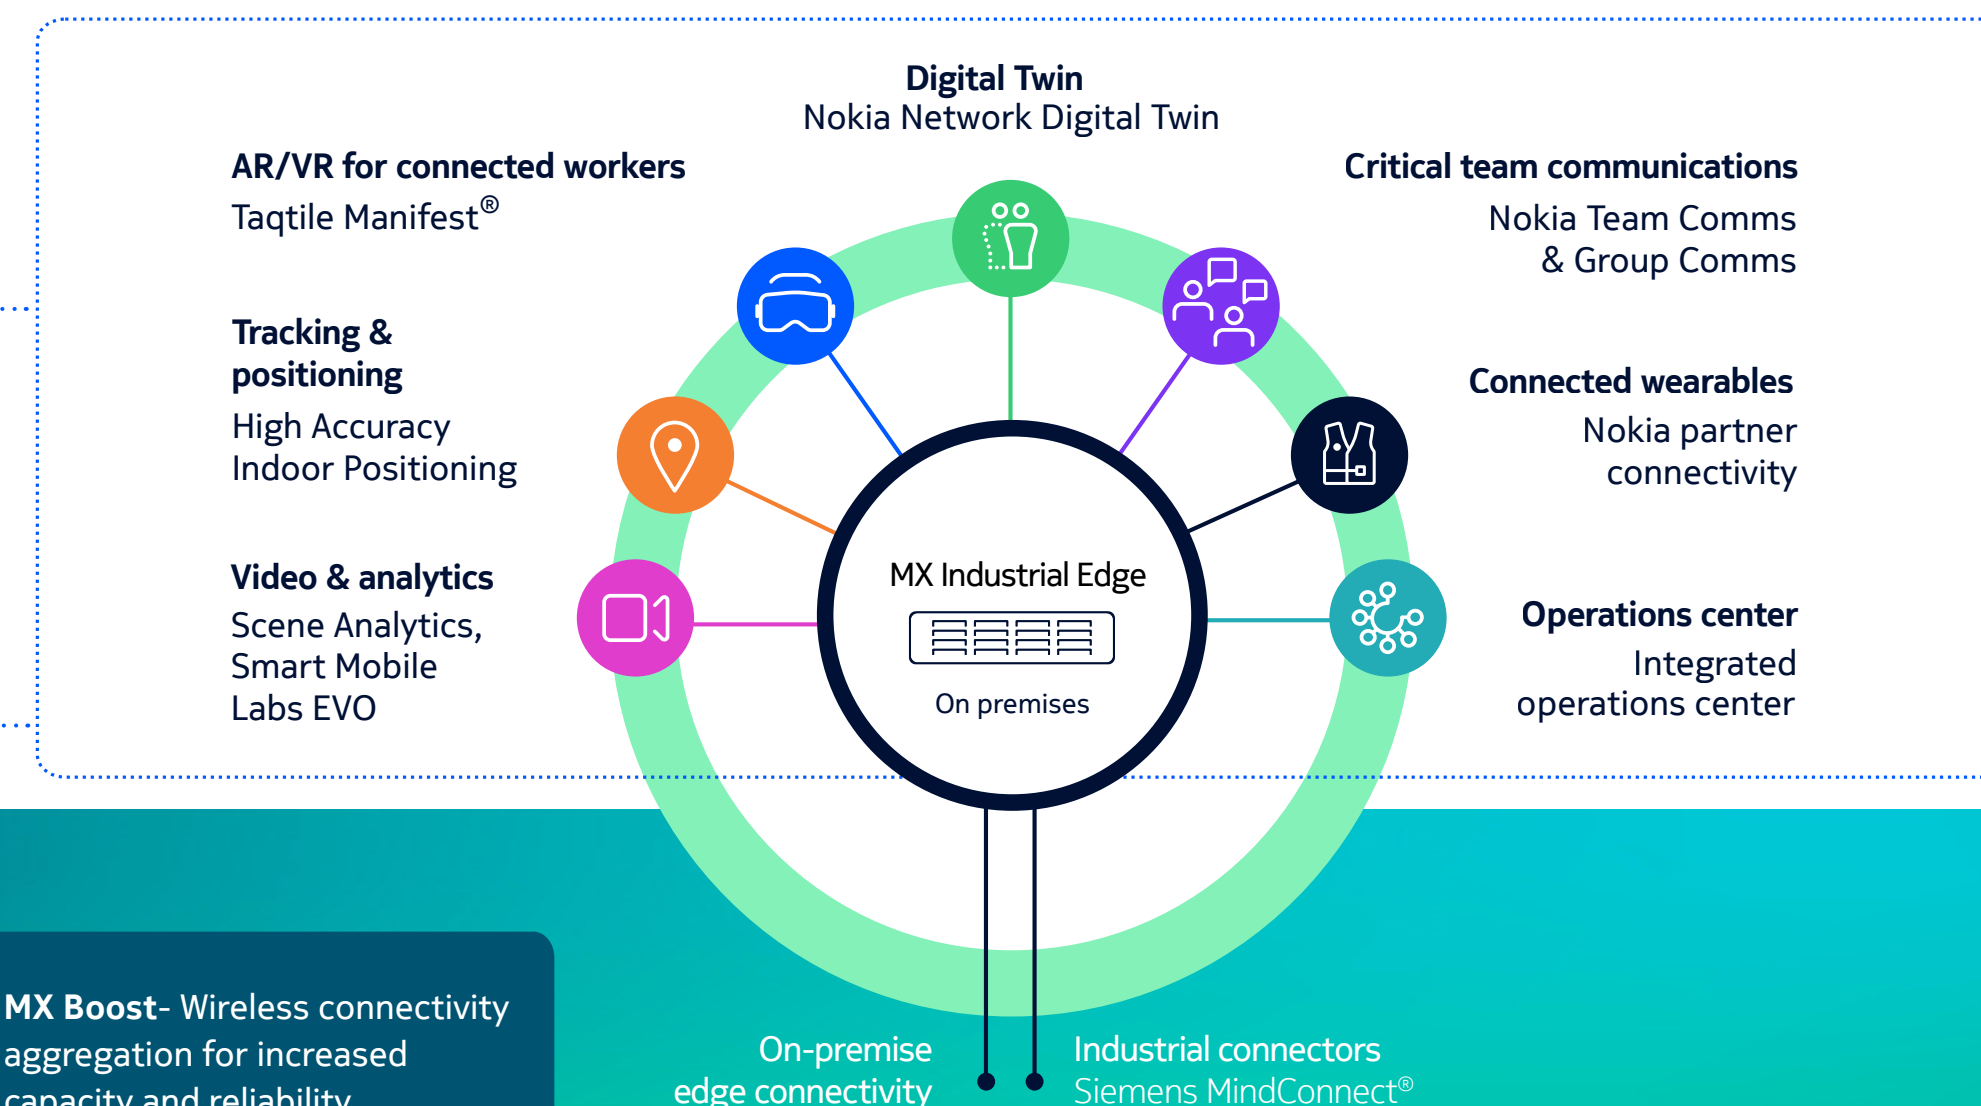 Digital Twin
Nokia Network Digital Twin
AR/VR for connected workers
Taqtile Manifest®
Tracking &
positioning
High Accuracy
Indoor Positioning
Video & analytics
Scene Analytics,
Smart Mobile
Labs EVO
Critical team communications
Nokia Team Comms
& Group Comms
Connected wearables
Nokia partner
connectivity
Operations center
Integrated
operations center
MX Industrial Edge
On premises
MX Boost- Wireless connectivity
aggregation for increased
capacity and reliability
On-premise
edge connectivity
Industrial connectors
Siemens MindConnect®